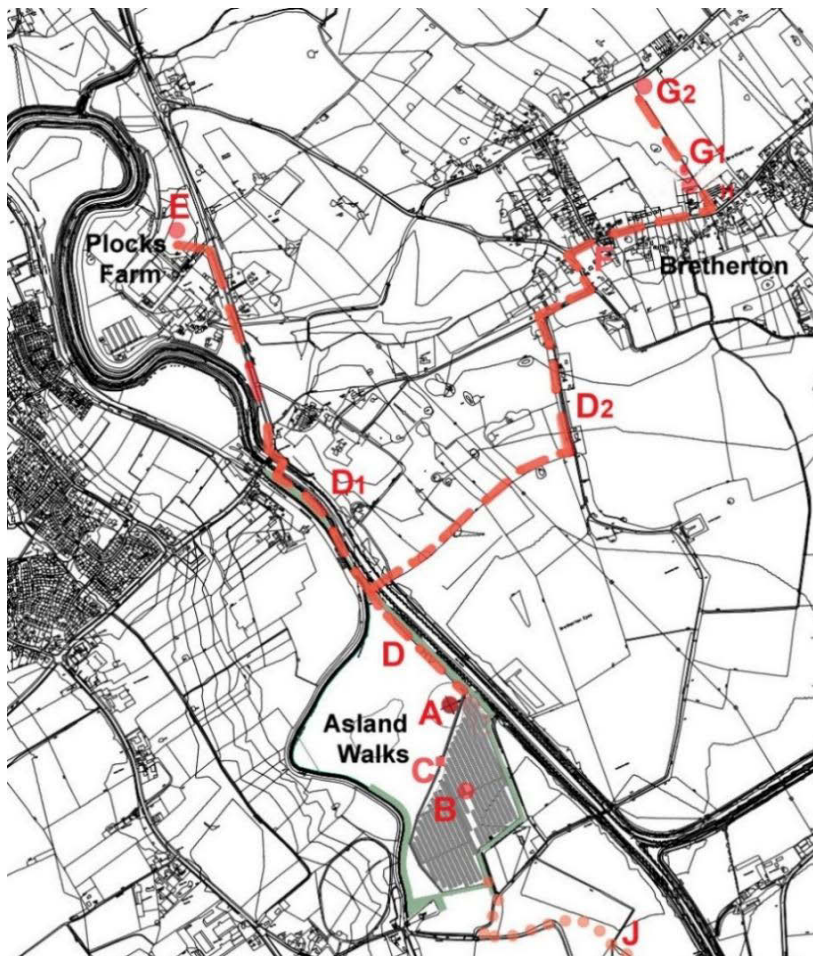 G2
G1
H
E
Plocks
Farm
F
Bretherton
D2
D1
D
A
Asland
Walks
C
B
J